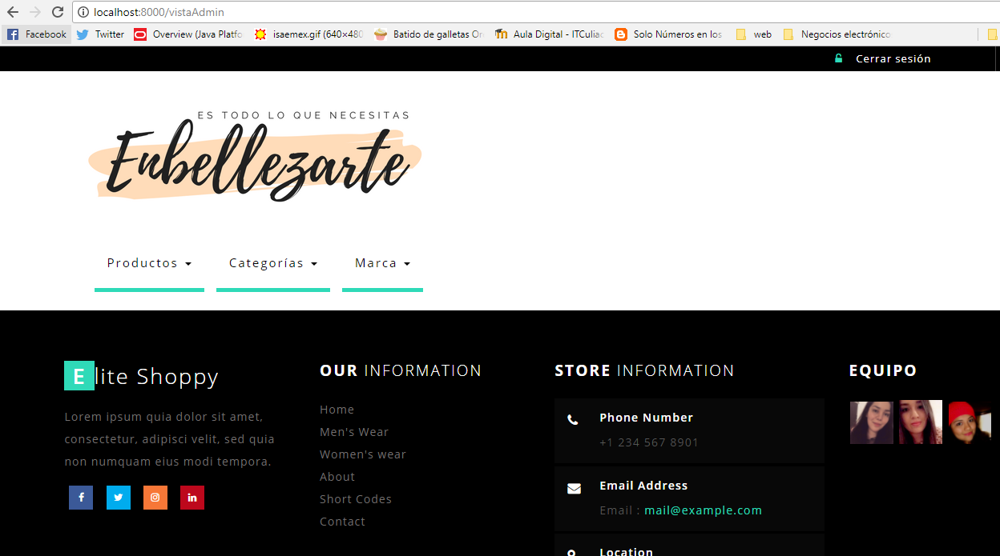 localhost:8000/vistaAdmin
Facebook Twitter Overview (Java Platfo isaemex.gif (640×480 Batido de galletas Or Aula Digital - ITCuliac Solo Números en los web Negocios electrónico
Cerrar sesión
ES TODO LO QUE NECESITAS
Enbellezarte
Productos Categorías Marca
Elite Shoppy
Lorem ipsum quia dolor sit amet,
consectetur, adipisci velit, sed quia
non numquam eius modi tempora.
OUR INFORMATION
Home
Men's Wear
Women's wear
About
Short Codes
Contact
STORE INFORMATION
Phone Number
+1 234 567 8901
Email Address
Email : mail@example.com
Location
EQUIPO